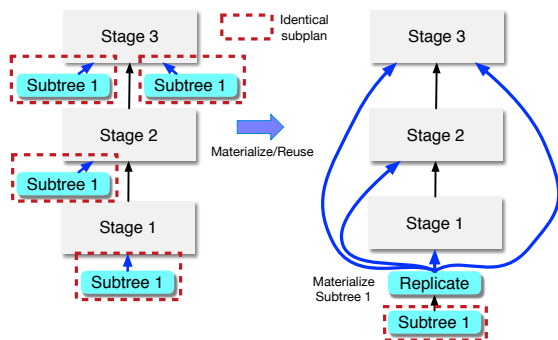 Stage 3
Identical
subplan
Subtree 1
Subtree 1
Stage 2
Subtree 1
Stage 1
Subtree 1
Materialize/Reuse
Stage 3
Stage 2
Stage 1
Materialize
Subtree 1
Replicate
Subtree 1